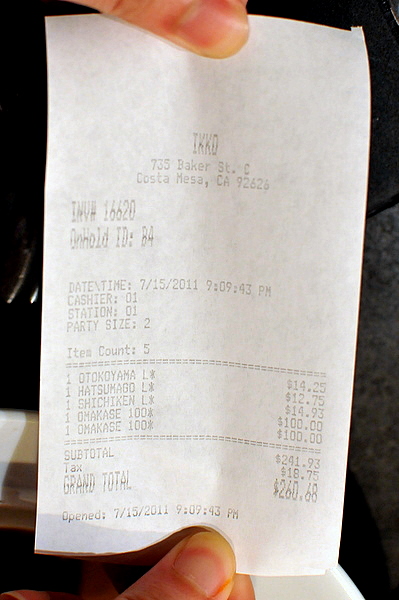 IKKO
735 Baker St. C
Costa Mesa, CA 92626
INV# 16620
OnHold ID: B4
DATE\TIME: 7/15/2011 9:09:43 PM
CASHIER: 01
STATION: 01
PARTY SIZE: 2
Item Count: 5
1 OTOKOYAMA L* $14.25
1 HATSUMAGO L* $12.75
1 SHICHIKEN L* $14.93
1 OMAKASE 100* $100.00
1 OMAKASE 100* $100.00
SUBTOTAL $241.93
Tax $18.75
GRAND TOTAL $260.68
Opened: 7/15/2011 9:09:43 PM